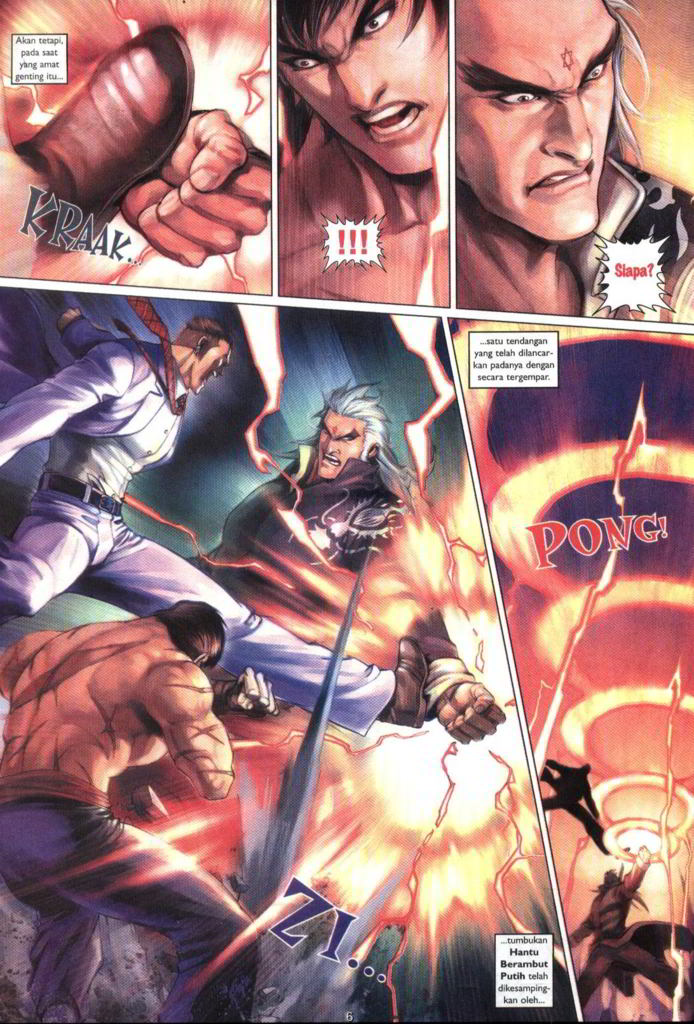 Akan tetapi,
pada saat
yang amat
genting itu...
KRAAK...
!!!
Siapa?
...tumbukan
Hantu
Berambut
Putih telah
dikesamping-
kan oleh...
ZI...
...satu tendangan
yang telah dilancar-
kan padanya dengan
secara tergempar.
PONG!
6